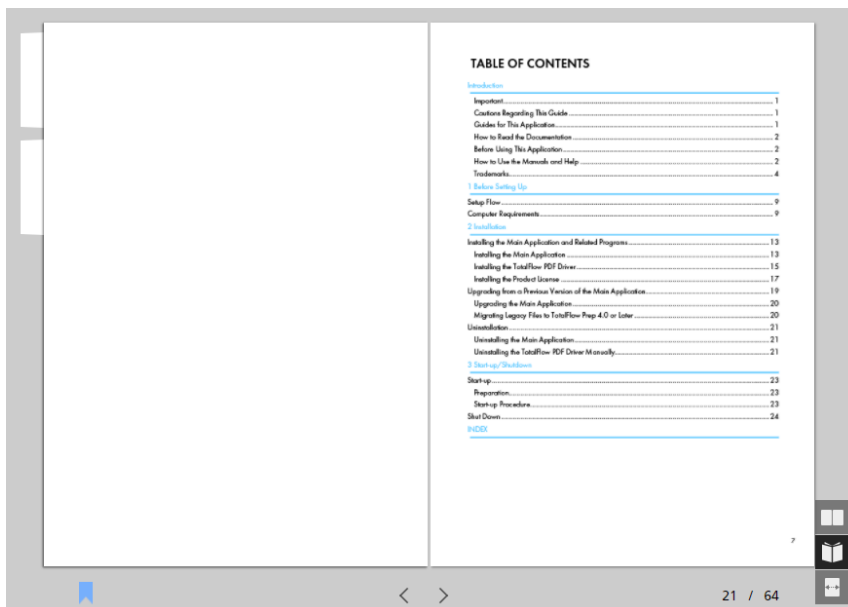 TABLE OF CONTENTS
Introduction
Important 1
Cautions Regarding This Guide 1
Guides for This Application 1
How to Read the Documentation 2
Before Using This Application 2
How to Use the Manuals and Help 2
Trademarks 4
1 Before Setting Up
Setup Flow 9
Computer Requirements 9
2 Installation
Installing the Main Application and Related Programs 13
Installing the Main Application 13
Installing the TotalFlow PDF Driver 15
Installing the Product License 17
Upgrading from a Previous Version of the Main Application 19
Upgrading the Main Application 20
Migrating Legacy Files to TotalFlow Prep 4.0 or Later 20
Uninstallation 21
Uninstalling the Main Application 21
Uninstalling the TotalFlow PDF Driver Manually 21
3 Start-up/Shutdown
Start-up 23
Preparation 23
Start-up Procedure 23
Shut Down 24
INDEX
7
21 / 64